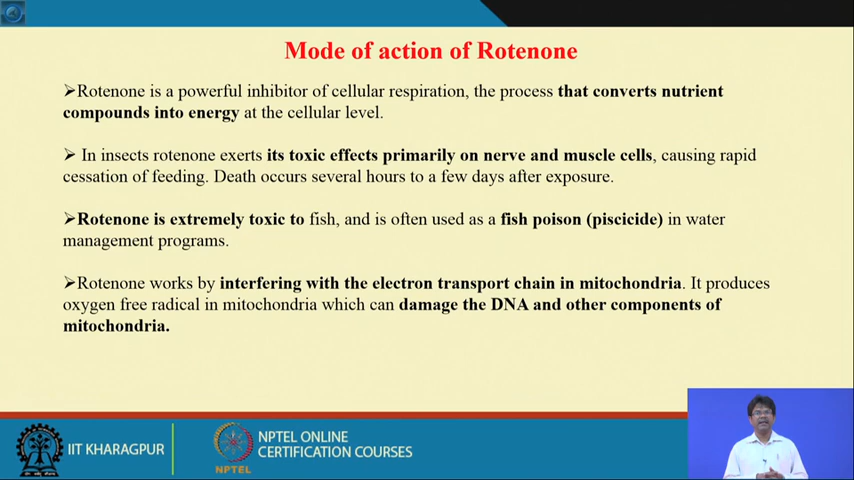 Mode of action of Rotenone
➢Rotenone is a powerful inhibitor of cellular respiration, the process that converts nutrient
compounds into energy at the cellular level.
➢ In insects rotenone exerts its toxic effects primarily on nerve and muscle cells, causing rapid
cessation of feeding. Death occurs several hours to a few days after exposure.
➢Rotenone is extremely toxic to fish, and is often used as a fish poison (piscicide) in water
management programs.
➢Rotenone works by interfering with the electron transport chain in mitochondria. It produces
oxygen free radical in mitochondria which can damage the DNA and other components of
mitochondria.
IIT KHARAGPUR
NPTEL
NPTEL ONLINE
CERTIFICATION COURSES